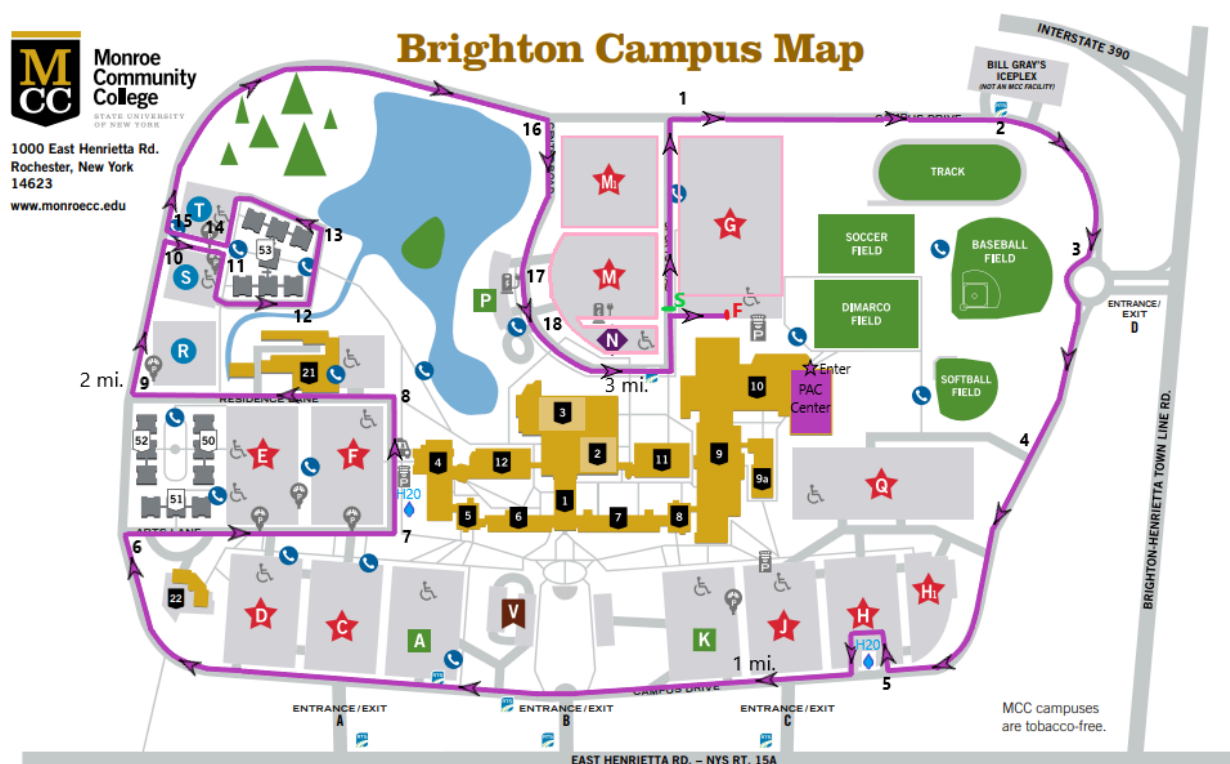 Brighton Campus Map
M
CC
Monroe
Community
College
STATE UNIVERSITY
OF NEW YORK
1000 East Henrietta Rd.
Rochester, New York
14623
www.monroecc.edu
INTERSTATE 390
BILL GRAY'S
ICEPLEX
(NOT AN MCC FACILITY)
1
2
16
CAMPUS DRIVE
TRACK
M1
G
T
15
14
13
53
10
11
S
12
SOCCER
FIELD
BASEBALL
FIELD
3
17
M
P
S
F
DIMARCO
FIELD
ENTRANCE/
EXIT
D
18
N
R
21
2 mi.
9
3 mi.
10
Enter
PAC
Center
SOFTBALL
FIELD
RESIDENCE LANE
8
52
50
E
F
3
4
12
2
11
9
9a
4
Q
51
H20
P
1
5
6
7
8
ARTS LANE
6
7
22
D
C
A
V
K
J
H
H1
H20
1 mi.
5
CAMPUS DRIVE
ENTRANCE/EXIT
A
ENTRANCE/EXIT
B
ENTRANCE/EXIT
C
MCC campuses
are tobacco-free.
BRIGHTON-HENRIETTA TOWN LINE RD.
EAST HENRIETTA RD. – NYS RT. 15A